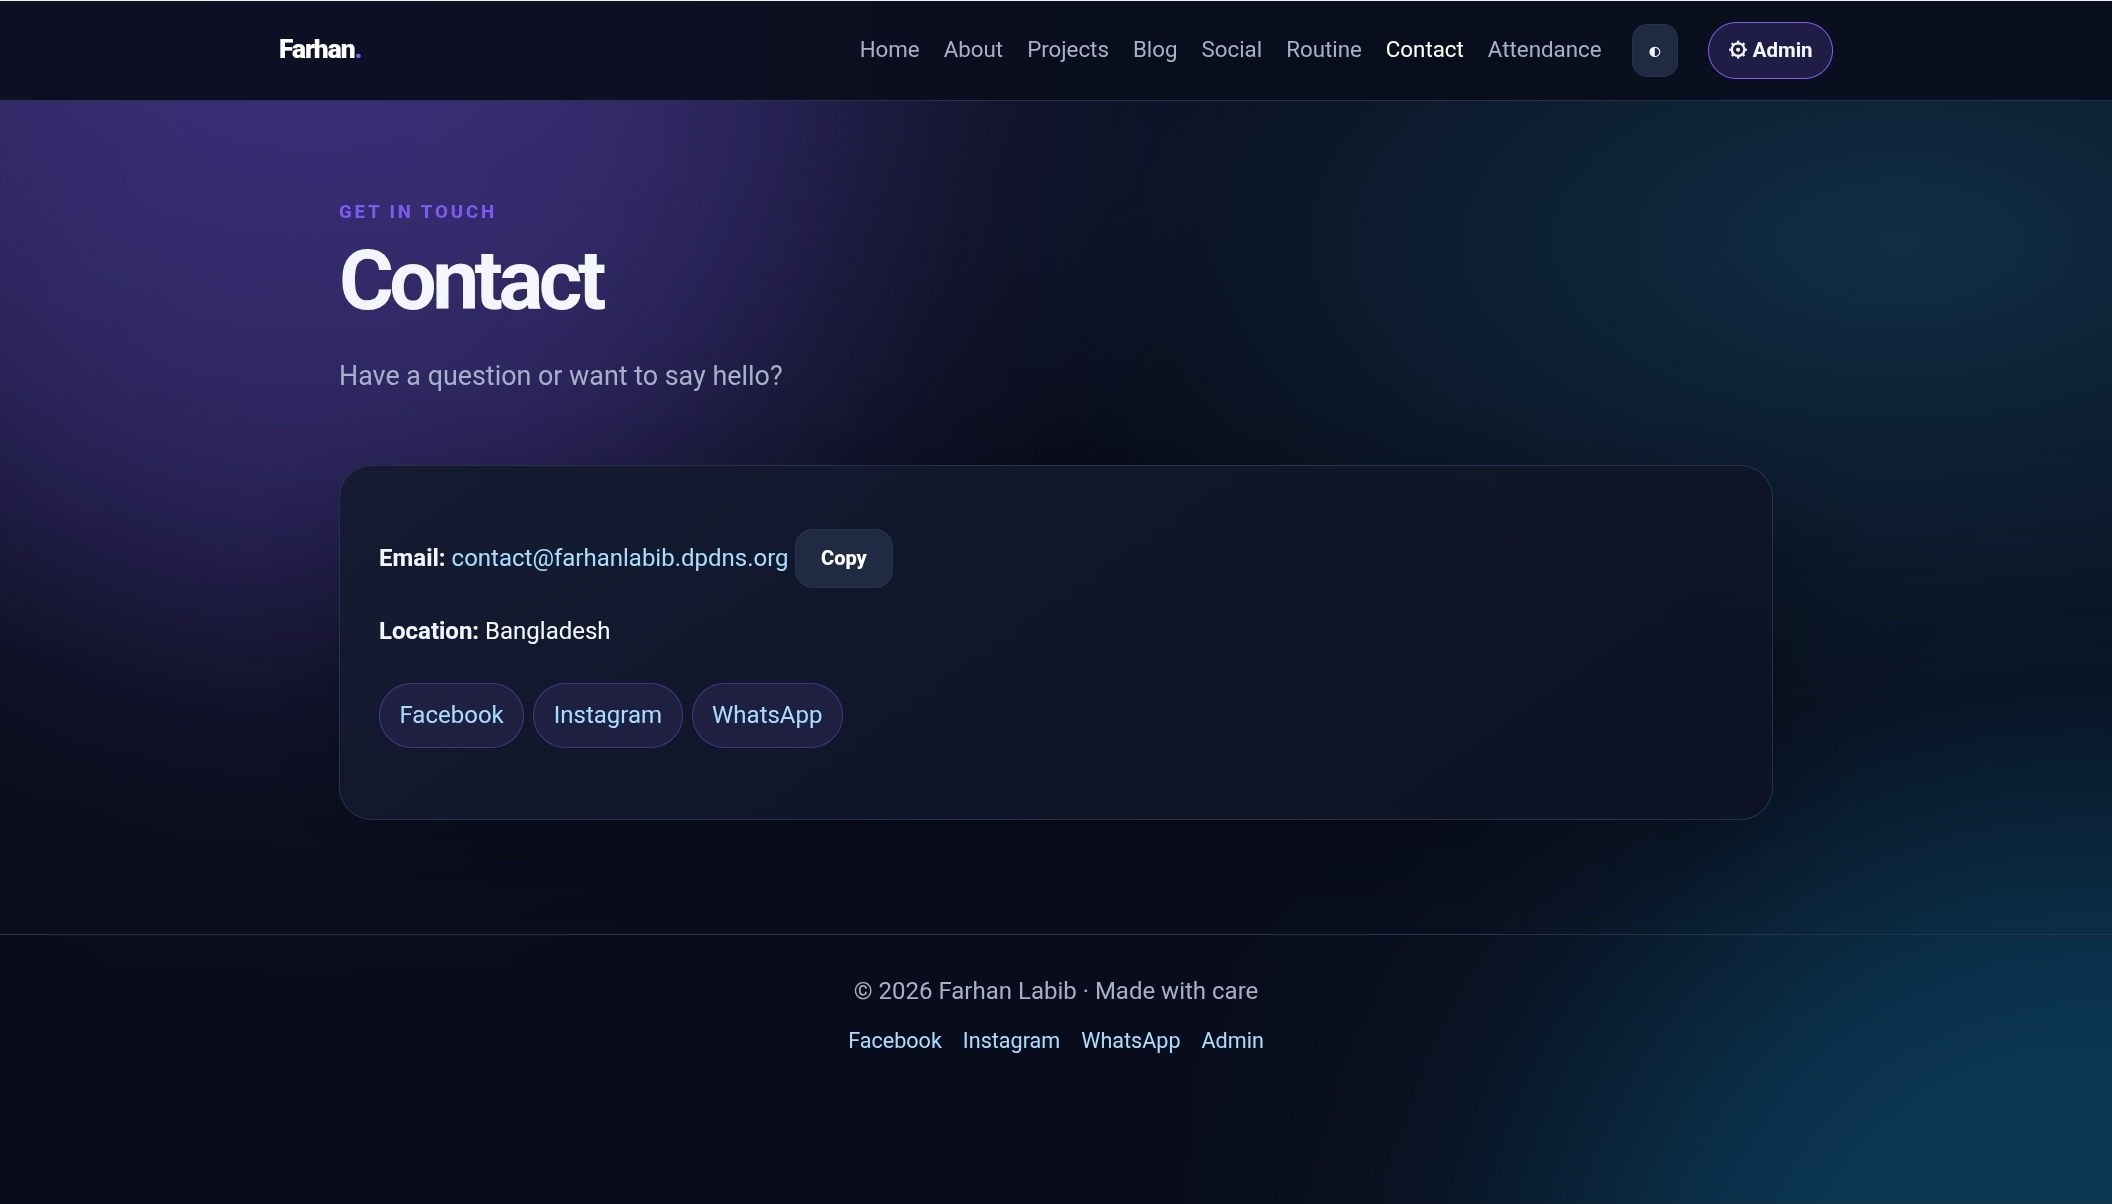 Farhan.
Home About Projects Blog Social Routine Contact Attendance ◐ ⚙ Admin
GET IN TOUCH
Contact
Have a question or want to say hello?
Email: contact@farhanlabib.dpdns.org Copy
Location: Bangladesh
Facebook Instagram WhatsApp
© 2026 Farhan Labib · Made with care
Facebook Instagram WhatsApp Admin